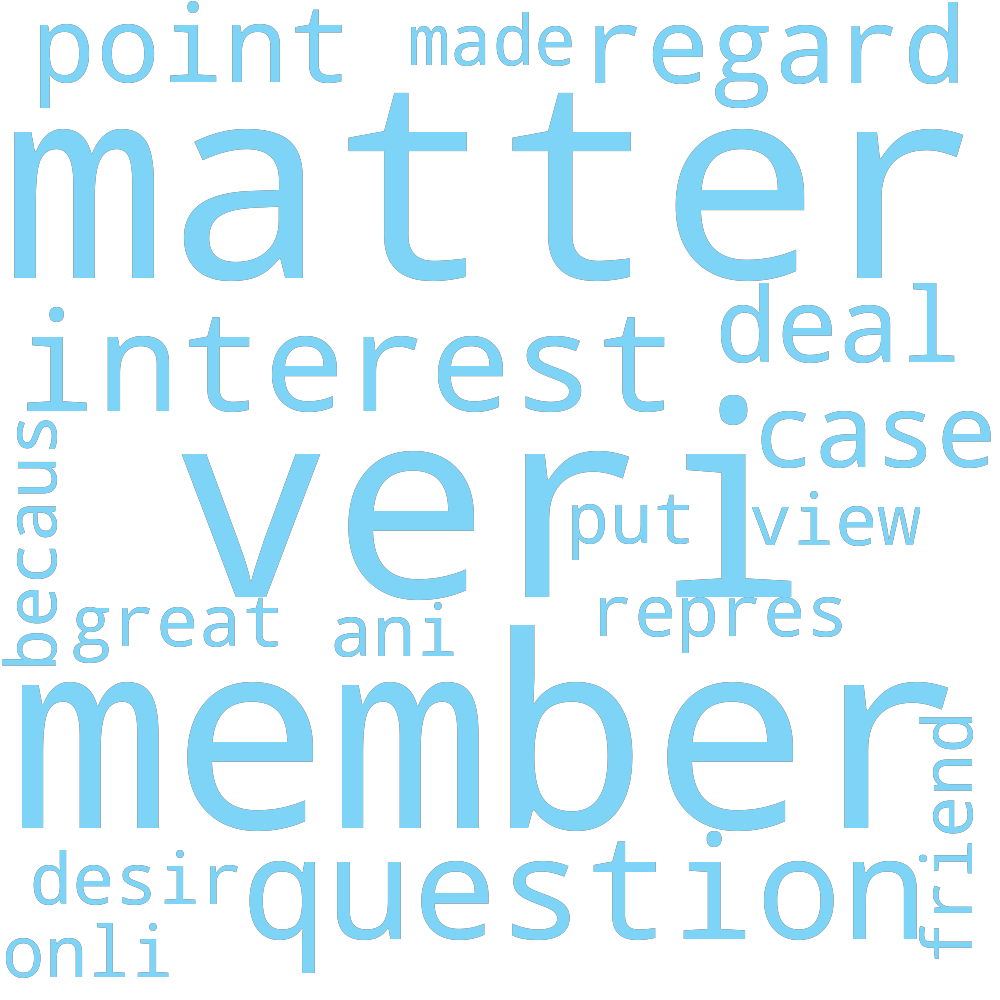 point made regard
matter
interest deal
case
veri
put view
becaus
great ani repres
member
friend
desir question
onli